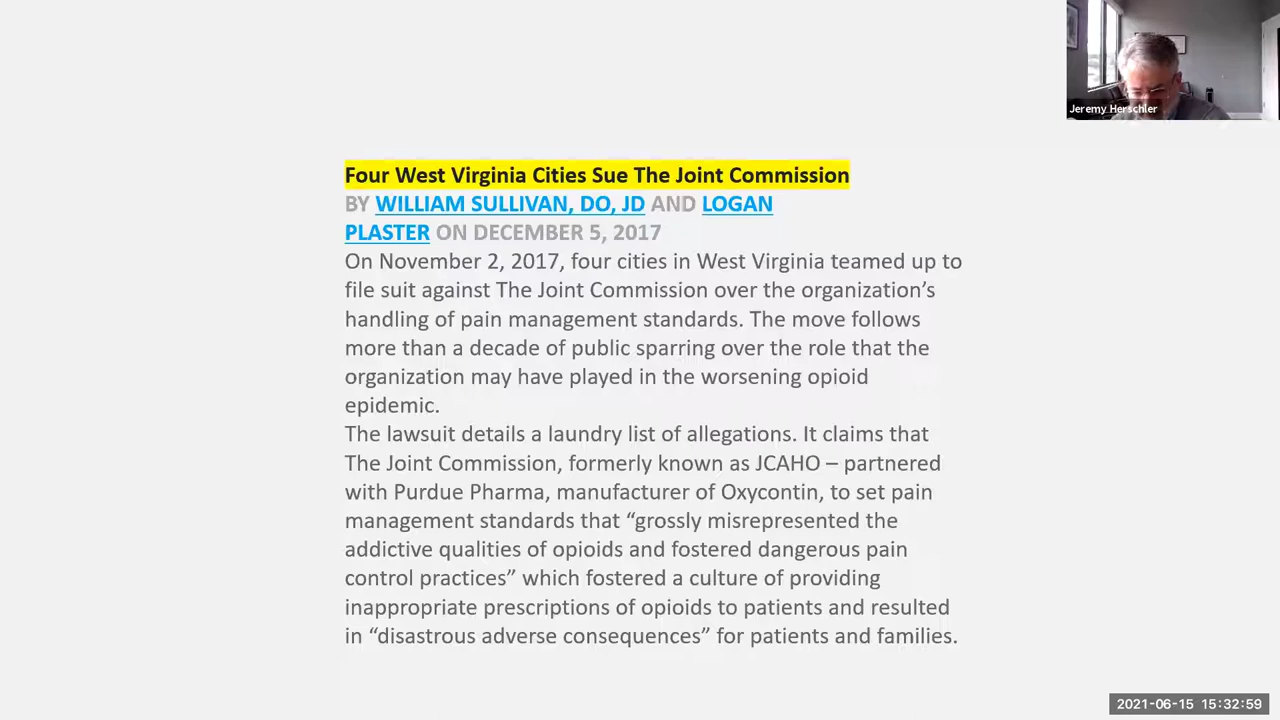 Jeremy Herschler
Four West Virginia Cities Sue The Joint Commission
BY WILLIAM SULLIVAN, DO, JD AND LOGAN
PLASTER ON DECEMBER 5, 2017
On November 2, 2017, four cities in West Virginia teamed up to
file suit against The Joint Commission over the organization’s
handling of pain management standards. The move follows
more than a decade of public sparring over the role that the
organization may have played in the worsening opioid
epidemic.
The lawsuit details a laundry list of allegations. It claims that
The Joint Commission, formerly known as JCAHO – partnered
with Purdue Pharma, manufacturer of Oxycontin, to set pain
management standards that “grossly misrepresented the
addictive qualities of opioids and fostered dangerous pain
control practices” which fostered a culture of providing
inappropriate prescriptions of opioids to patients and resulted
in “disastrous adverse consequences” for patients and families.
2021-06-15 15:32:59